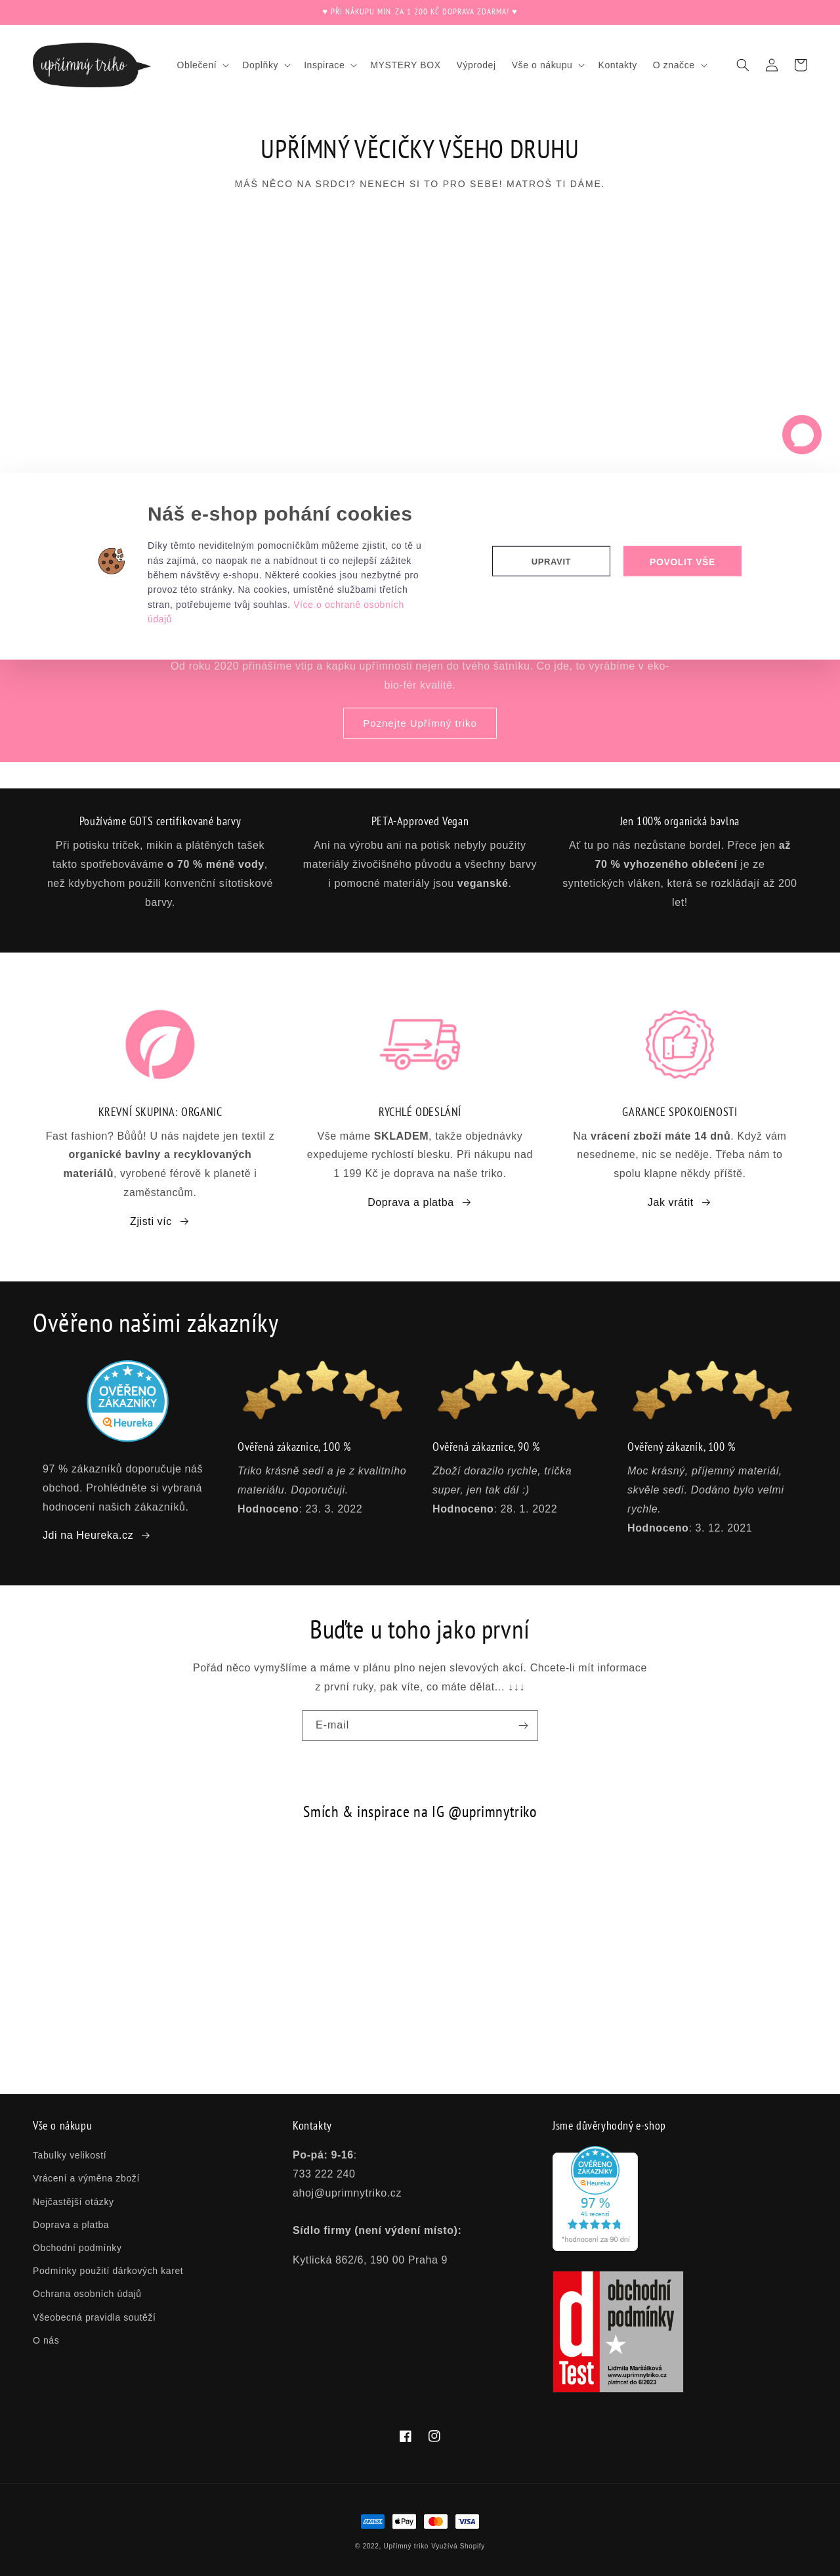 ♥ PŘI NÁKUPU MIN. ZA 1 200 KČ DOPRAVA ZDARMA! ♥
upřímný triko
Oblečení
Doplňky
Inspirace
MYSTERY BOX
Výprodej
Vše o nákupu
Kontakty
O značce
UPŘÍMNÝ VĚCIČKY VŠEHO DRUHU
MÁŠ NĚCO NA SRDCI? NENECH SI TO PRO SEBE! MATROŠ TI DÁME.
Náš e-shop pohání cookies
Díky těmto neviditelným pomocníčkům můžeme zjistit, co tě u
nás zajímá, co naopak ne a nabídnout ti co nejlepší zážitek
během návštěvy e-shopu. Některé cookies jsou nezbytné pro
provoz této stránky. Na cookies, umístěné službami třetích
stran, potřebujeme tvůj souhlas. Více o ochraně osobních
údajů
UPRAVIT
POVOLIT VŠE
Od roku 2020 přinášíme vtip a kapku upřímnosti nejen do tvého šatníku. Co jde, to vyrábíme v eko-
bio-fér kvalitě.
Poznejte Upřímný triko
Používáme GOTS certifikované barvy
Při potisku triček, mikin a plátěných tašek
takto spotřebováváme o 70 % méně vody,
než kdybychom použili konvenční sítotiskové
barvy.
PETA-Approved Vegan
Ani na výrobu ani na potisk nebyly použity
materiály živočišného původu a všechny barvy
i pomocné materiály jsou veganské.
Jen 100% organická bavlna
Ať tu po nás nezůstane bordel. Přece jen až
70 % vyhozeného oblečení je ze
syntetických vláken, která se rozkládají až 200
let!
KREVNÍ SKUPINA: ORGANIC
Fast fashion? Bůůů! U nás najdete jen textil z
organické bavlny a recyklovaných
materiálů, vyrobené férově k planetě i
zaměstancům.
Zjisti víc
RYCHLÉ ODESLÁNÍ
Vše máme SKLADEM, takže objednávky
expedujeme rychlostí blesku. Při nákupu nad
1 199 Kč je doprava na naše triko.
Doprava a platba
GARANCE SPOKOJENOSTI
Na vrácení zboží máte 14 dnů. Když vám
nesedneme, nic se neděje. Třeba nám to
spolu klapne někdy příště.
Jak vrátit
Ověřeno našimi zákazníky
OVĚŘENO
ZÁKAZNÍKY
Heureka
97 % zákazníků doporučuje náš
obchod. Prohlédněte si vybraná
hodnocení našich zákazníků.
Jdi na Heureka.cz
Ověřená zákaznice, 100 %
Triko krásně sedí a je z kvalitního
materiálu. Doporučuji.
Hodnoceno: 23. 3. 2022
Ověřená zákaznice, 90 %
Zboží dorazilo rychle, trička
super, jen tak dál :)
Hodnoceno: 28. 1. 2022
Ověřený zákazník, 100 %
Moc krásný, příjemný materiál,
skvěle sedí. Dodáno bylo velmi
rychle.
Hodnoceno: 3. 12. 2021
Buďte u toho jako první
Pořád něco vymyšlíme a máme v plánu plno nejen slevových akcí. Chcete-li mít informace
z první ruky, pak víte, co máte dělat... ↓↓↓
E-mail
Smích & inspirace na IG @uprimnytriko
Vše o nákupu
Tabulky velikostí
Vrácení a výměna zboží
Nejčastější otázky
Doprava a platba
Obchodní podmínky
Podmínky použití dárkových karet
Ochrana osobních údajů
Všeobecná pravidla soutěží
O nás
Kontakty
Po-pá: 9-16:
733 222 240
ahoj@uprimnytriko.cz
Sídlo firmy (není výdení místo):
Kytlická 862/6, 190 00 Praha 9
Jsme důvěryhodný e-shop
OVĚŘENO
ZÁKAZNÍKY
Heureka
97 %
45 recenzí
*hodnocení za 90 dní
dTest
obchodní
podmínky
Lidmila Maršálková
www.uprimnytriko.cz
platnost do 6/2023
AMEX
Pay
VISA
© 2022, Upřímný triko Využívá Shopify